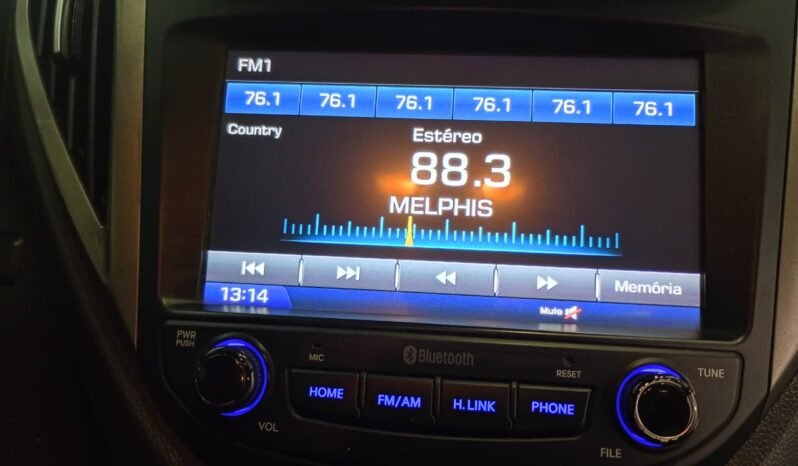 FM1
76.1 76.1 76.1 76.1 76.1 76.1
Country
Estéreo
88.3
MELPHIS
Memória
13:14
Mute
PWR
PUSH
MIC
Bluetooth
RESET
TUNE
HOME
FM/AM
H.LINK
PHONE
VOL
FILE